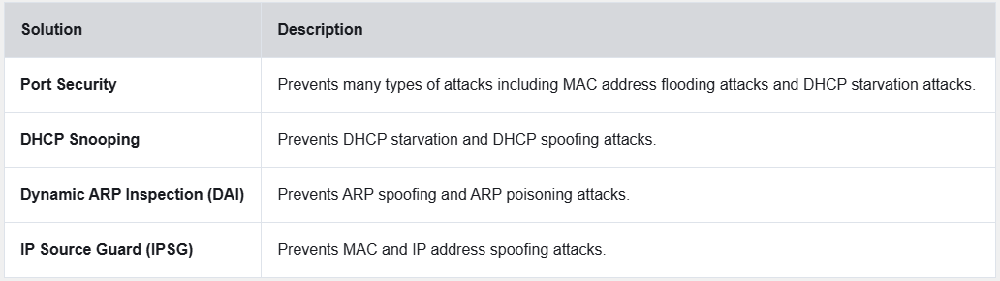 Solution Description
Port Security Prevents many types of attacks including MAC address flooding attacks and DHCP starvation attacks.
DHCP Snooping Prevents DHCP starvation and DHCP spoofing attacks.
Dynamic ARP Inspection (DAI) Prevents ARP spoofing and ARP poisoning attacks.
IP Source Guard (IPSG) Prevents MAC and IP address spoofing attacks.